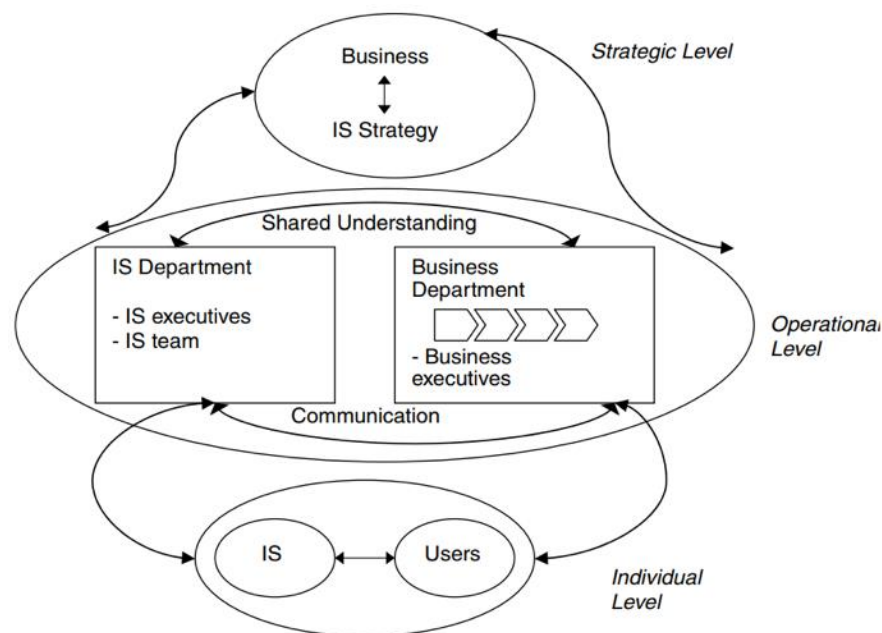 Business
Strategic Level
IS Strategy
Shared Understanding
IS Department
- IS executives
- IS team
Business
Department
- Business
executives
Operational
Level
Communication
IS
Users
Individual
Level